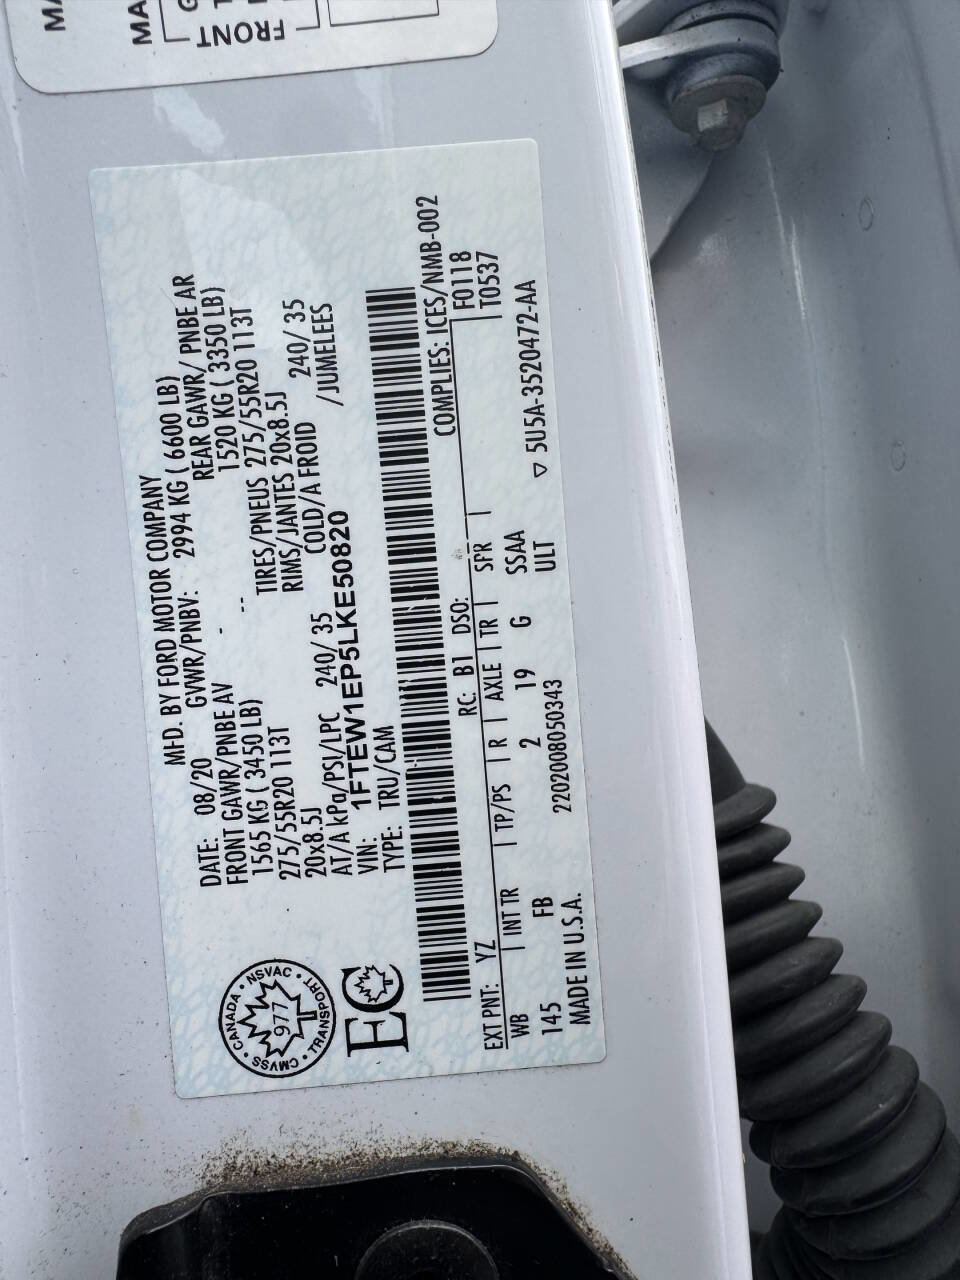 MFD. BY FORD MOTOR COMPANY
DATE: 08/20 GVWR/PNBV: 2994 KG ( 6600 LB)
FRONT GAWR/PNBE AV - REAR GAWR/ PNBE AR
1565 KG ( 3450 LB) -- 1520 KG ( 3350 LB)
275/55R20 113T TIRES/PNEUS 275/55R20 113T
20x8.5J RIMS/JANTES 20x8.5J
AT/A kPa/PSI/LPC 240/ 35 COLD/A FROID 240/ 35
VIN: 1FTEW1EP5LKE50820 /JUMELEES
TYPE: TRU/CAM
COMPLIES: ICES/NMB-002
EXT PNT: YZ RC: B1 DSO: F0118
WB INT TR TP/PS R AXLE TR SPR T0537
145 FB 2 19 G SSAA
ULT
MADE IN U.S.A. 2202008050343 ▽ 5U5A-3520472-AA
CANADA • NSVAC • TRANSPORT • CMVSS •
977
EC
MA
MA
G
T
FRONT